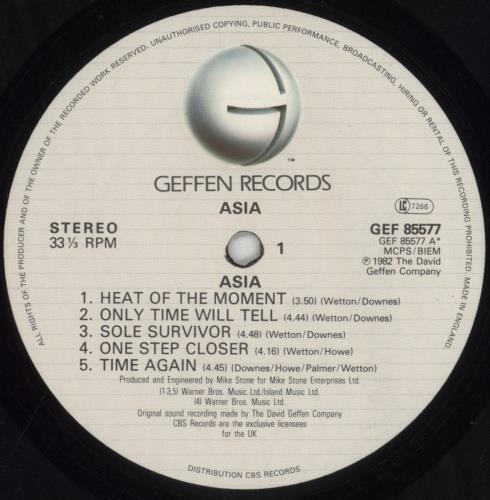 ALL RIGHTS OF THE PRODUCER AND OF THE OWNER OF THE RECORDED WORK RESERVED. UNAUTHORISED COPYING, PUBLIC PERFORMANCE, BROADCASTING, HIRING OR RENTAL OF THIS RECORDING PROHIBITED. MADE IN ENGLAND.
G
™
GEFFEN RECORDS
ASIA
STEREO
33⅓ RPM
1
LC 7266
GEF 85577
GEF 85577 A*
MCPS/BIEM
℗ 1982 The David
Geffen Company
ASIA
1. HEAT OF THE MOMENT (3.50) (Wetton/Downes)
2. ONLY TIME WILL TELL (4.44) (Wetton/Downes)
3. SOLE SURVIVOR (4.48) (Wetton/Downes)
4. ONE STEP CLOSER (4.16) (Wetton/Howe)
5. TIME AGAIN (4.45) (Downes/Howe/Palmer/Wetton)
Produced and Engineered by Mike Stone for Mike Stone Enterprises Ltd.
(1-3,5) Warner Bros. Music Ltd./Island Music Ltd.
(4) Warner Bros. Music Ltd.
Original sound recording made by The David Geffen Company
CBS Records are the exclusive licensees
for the UK
DISTRIBUTION CBS RECORDS